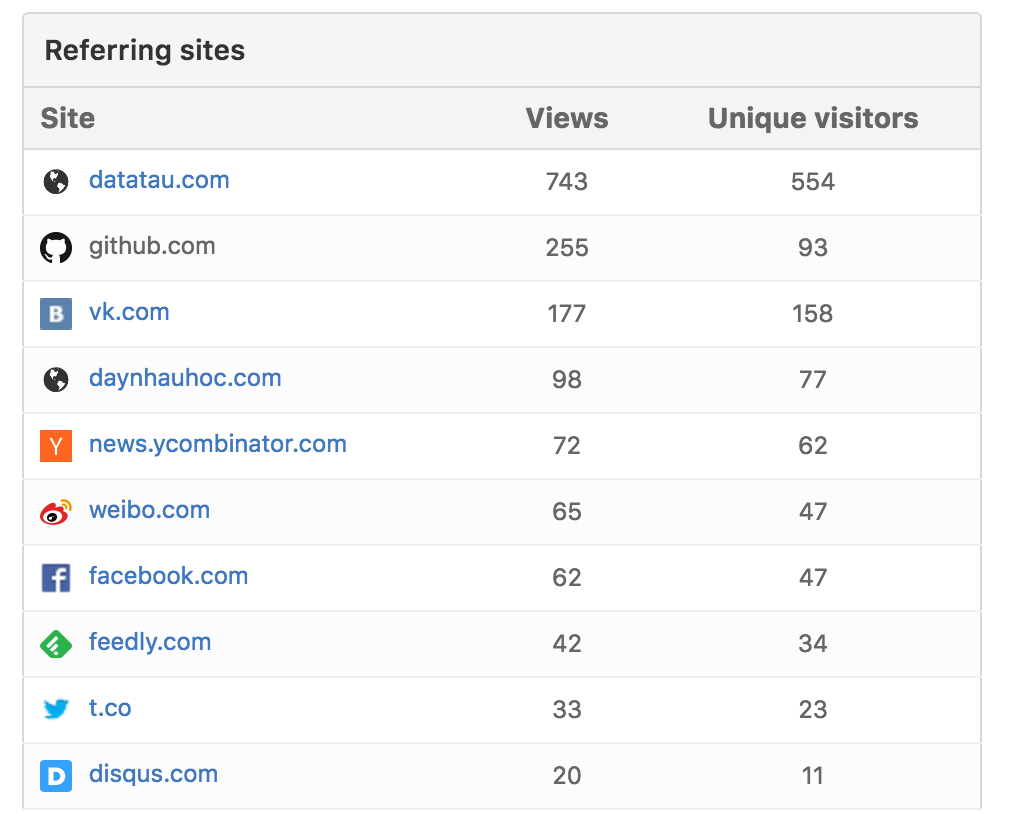 Referring sites
Site Views Unique visitors
datatau.com 743 554
github.com 255 93
B vk.com 177 158
daynhauhoc.com 98 77
Y news.ycombinator.com 72 62
weibo.com 65 47
f facebook.com 62 47
feedly.com 42 34
t.co 33 23
D disqus.com 20 11